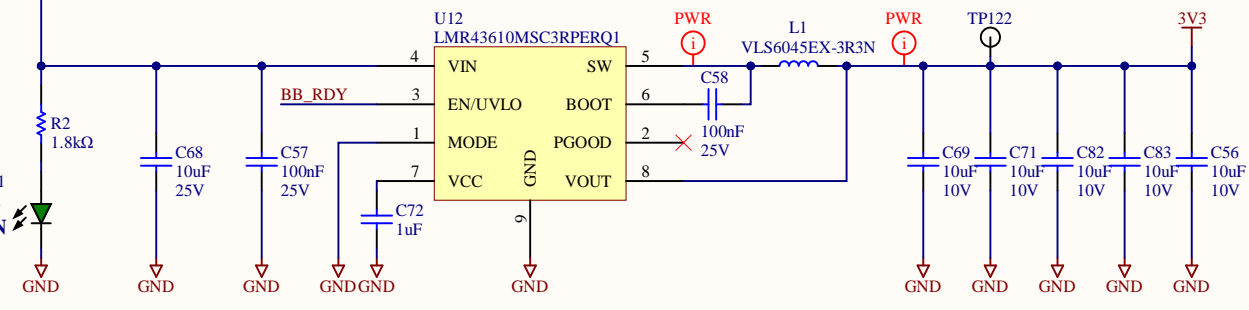 U12
LMR43610MSC3RPERQ1
PWR
i
L1
VLS6045EX-3R3N
PWR
i
TP122
3V3
4
VIN
SW
5
BB_RDY
3
EN/UVLO
BOOT
6
C58
100nF
25V
1
MODE
PGOOD
2
7
VCC
GND
VOUT
8
9
R2
1.8kΩ
C68
10uF
25V
C57
100nF
25V
C72
1uF
C69
10uF
10V
C71
10uF
10V
C82
10uF
10V
C83
10uF
10V
C56
10uF
10V
1
N
GND
GND
GND
GND
GND
GND
GND
GND
GND
GND
GND